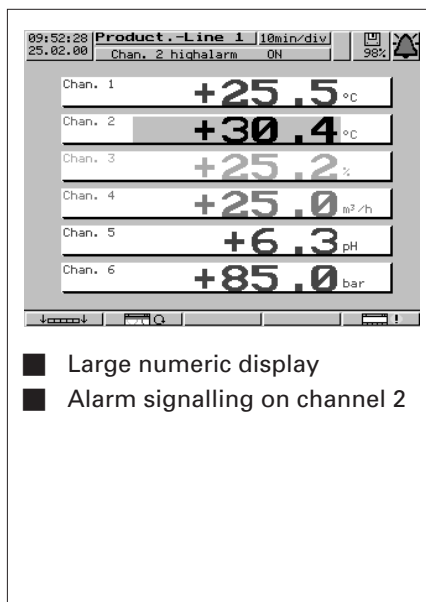 09:52:28 Product.-Line 1 10min/div
25.02.00 Chan. 2 highalarm ON 98%
Chan. 1 +25.5 °C
Chan. 2 +30.4 °C
Chan. 3 +25.2 %
Chan. 4 +25.0 m³/h
Chan. 5 +6.3 pH
Chan. 6 +85.0 bar
!
Large numeric display
Alarm signalling on channel 2